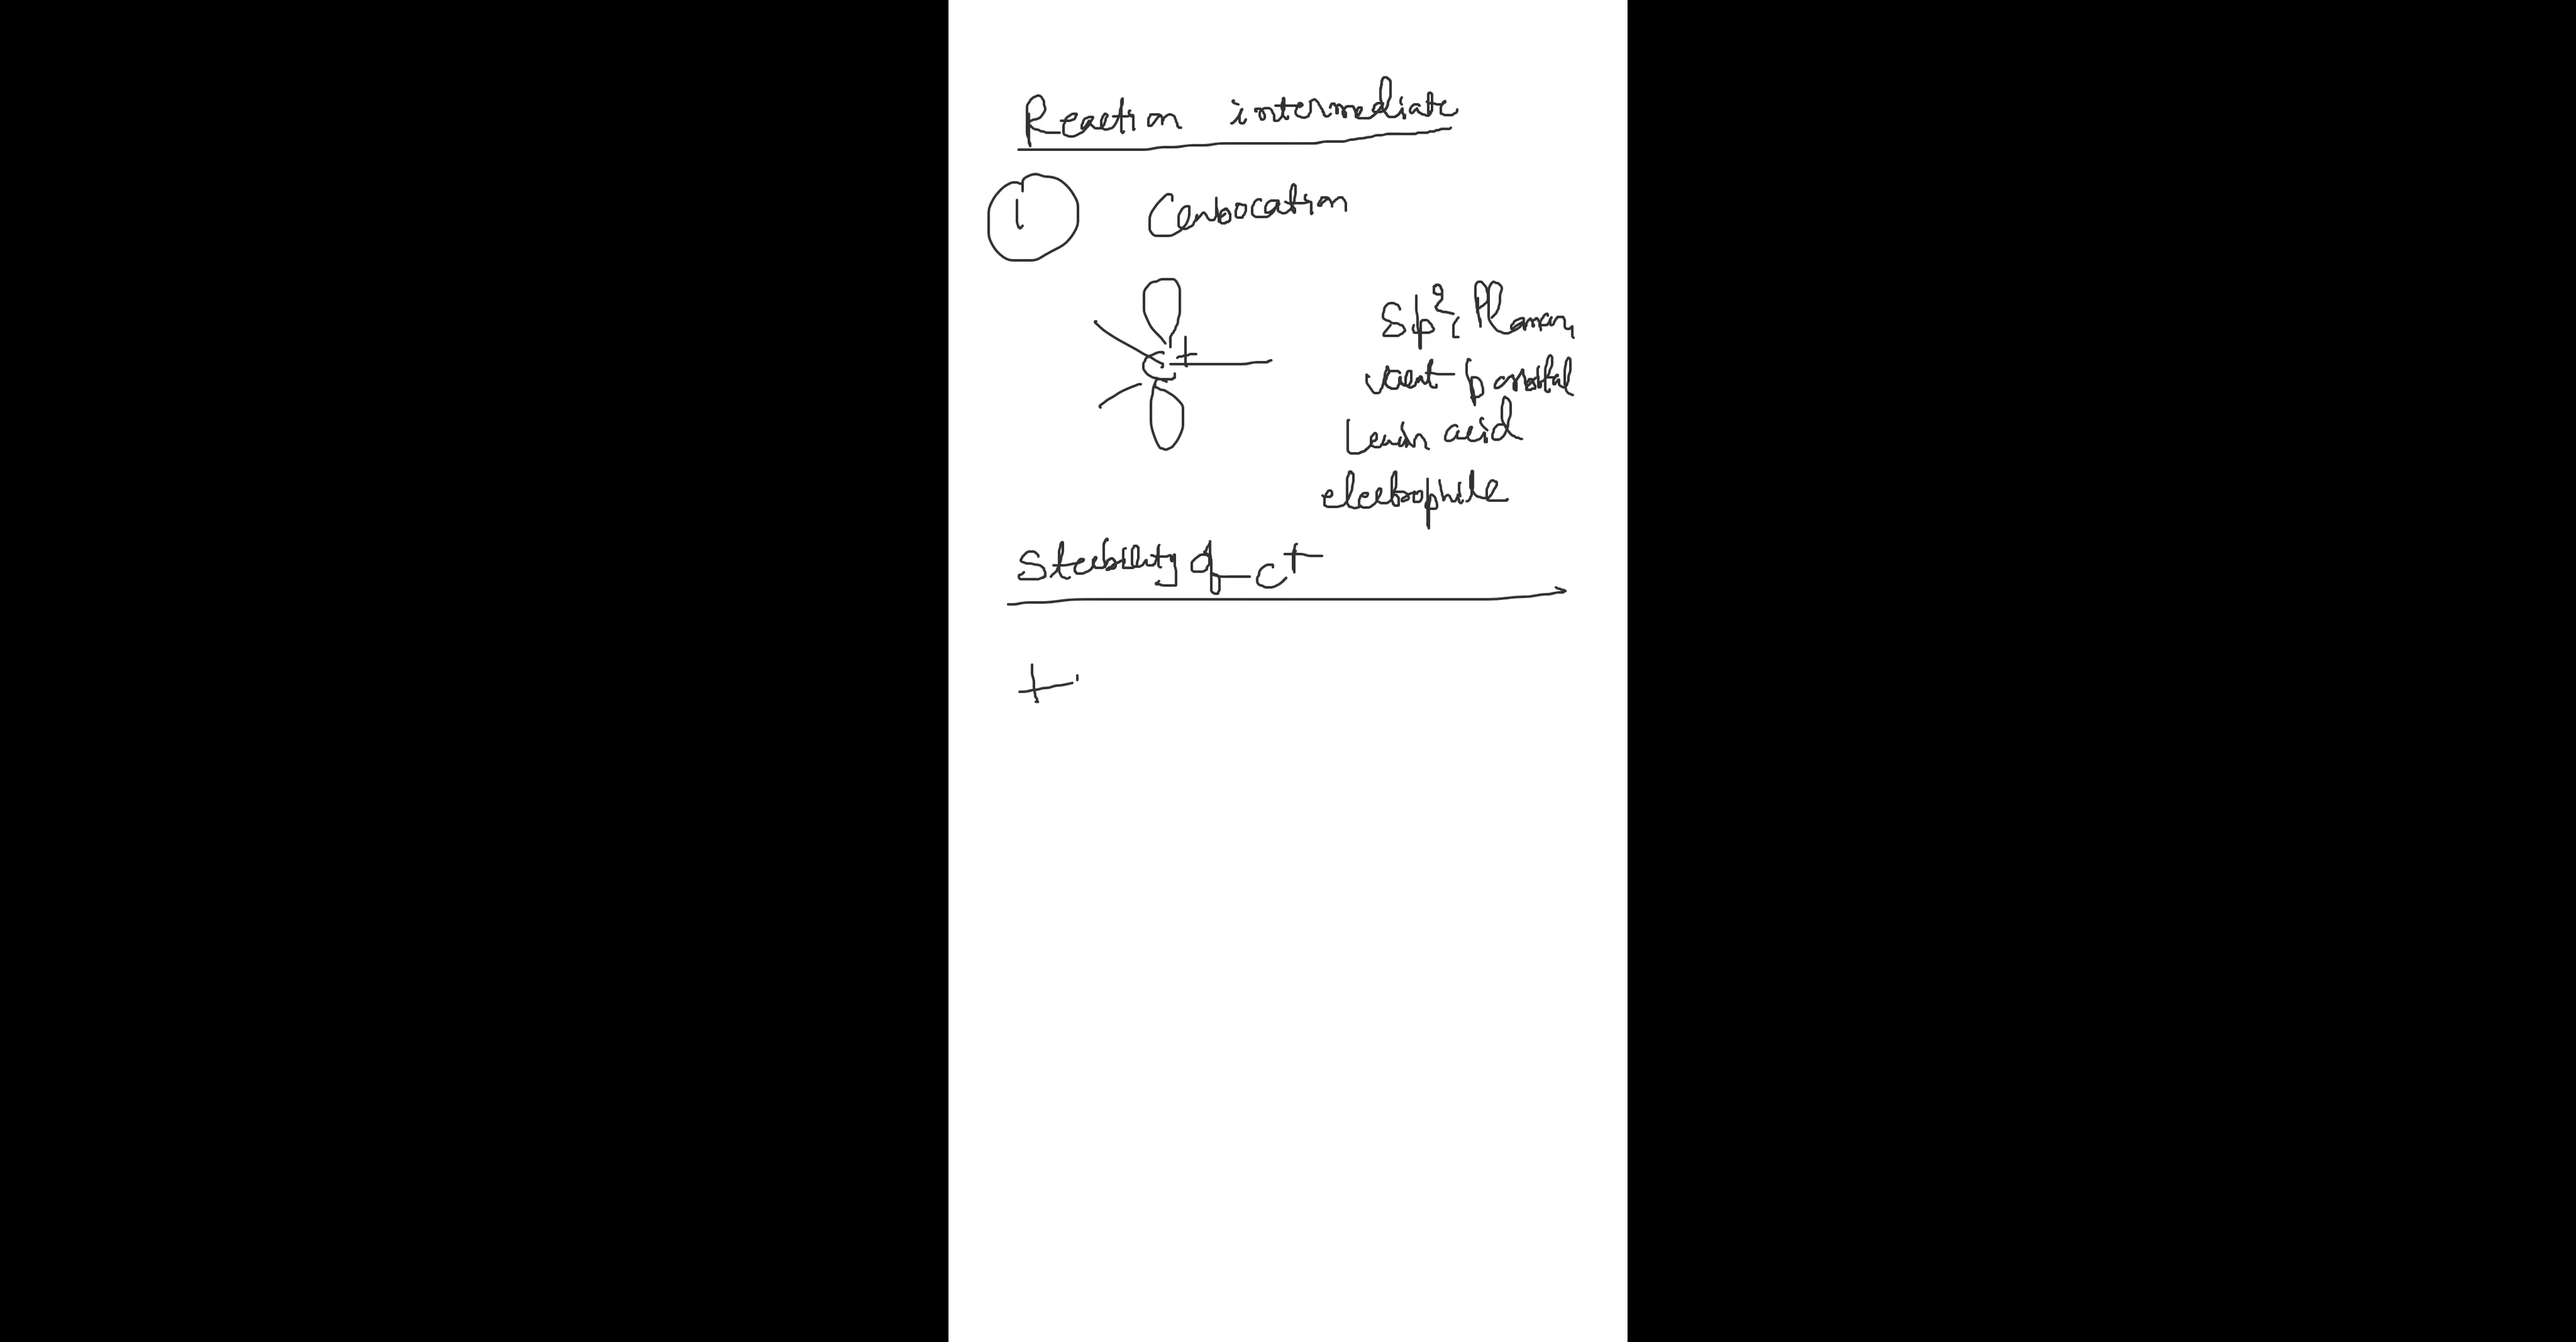 Reaction intermediate
1 Carbocation
C+
sp2, Planar,
vacant p orbital
Lewis acid
electrophile
Stability of C+
+